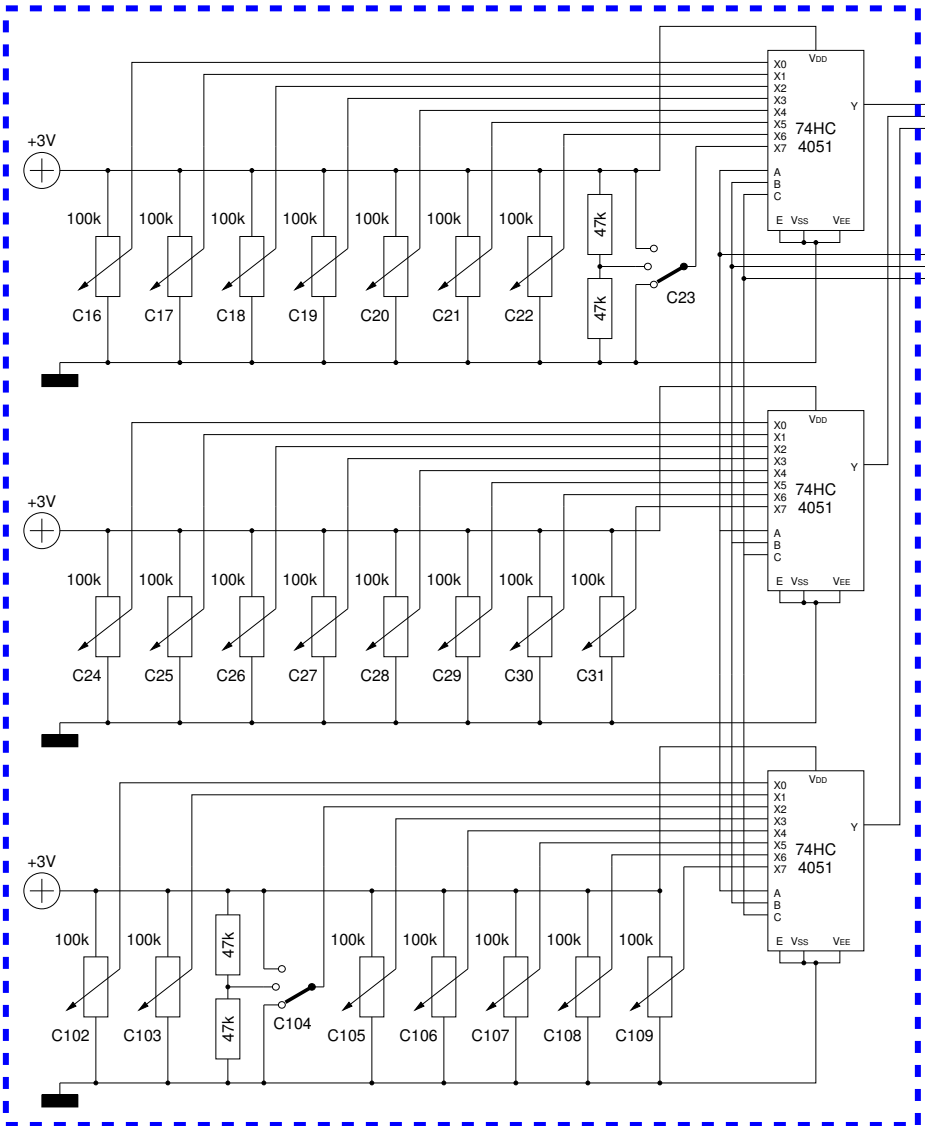 VDD
X0
X1
X2
X3
X4
X5
X6
X7
Y
74HC
4051
A
B
C
E VSS VEE
+3V
100k 100k 100k 100k 100k 100k 100k
47k
47k
C16 C17 C18 C19 C20 C21 C22
C23
VDD
X0
X1
X2
X3
X4
X5
X6
X7
Y
74HC
4051
A
B
C
E VSS VEE
+3V
100k 100k 100k 100k 100k 100k 100k 100k
C24 C25 C26 C27 C28 C29 C30 C31
VDD
X0
X1
X2
X3
X4
X5
X6
X7
Y
74HC
4051
A
B
C
E VSS VEE
+3V
100k 100k 100k 100k 100k 100k 100k
47k
47k
C102 C103 C104 C105 C106 C107 C108 C109